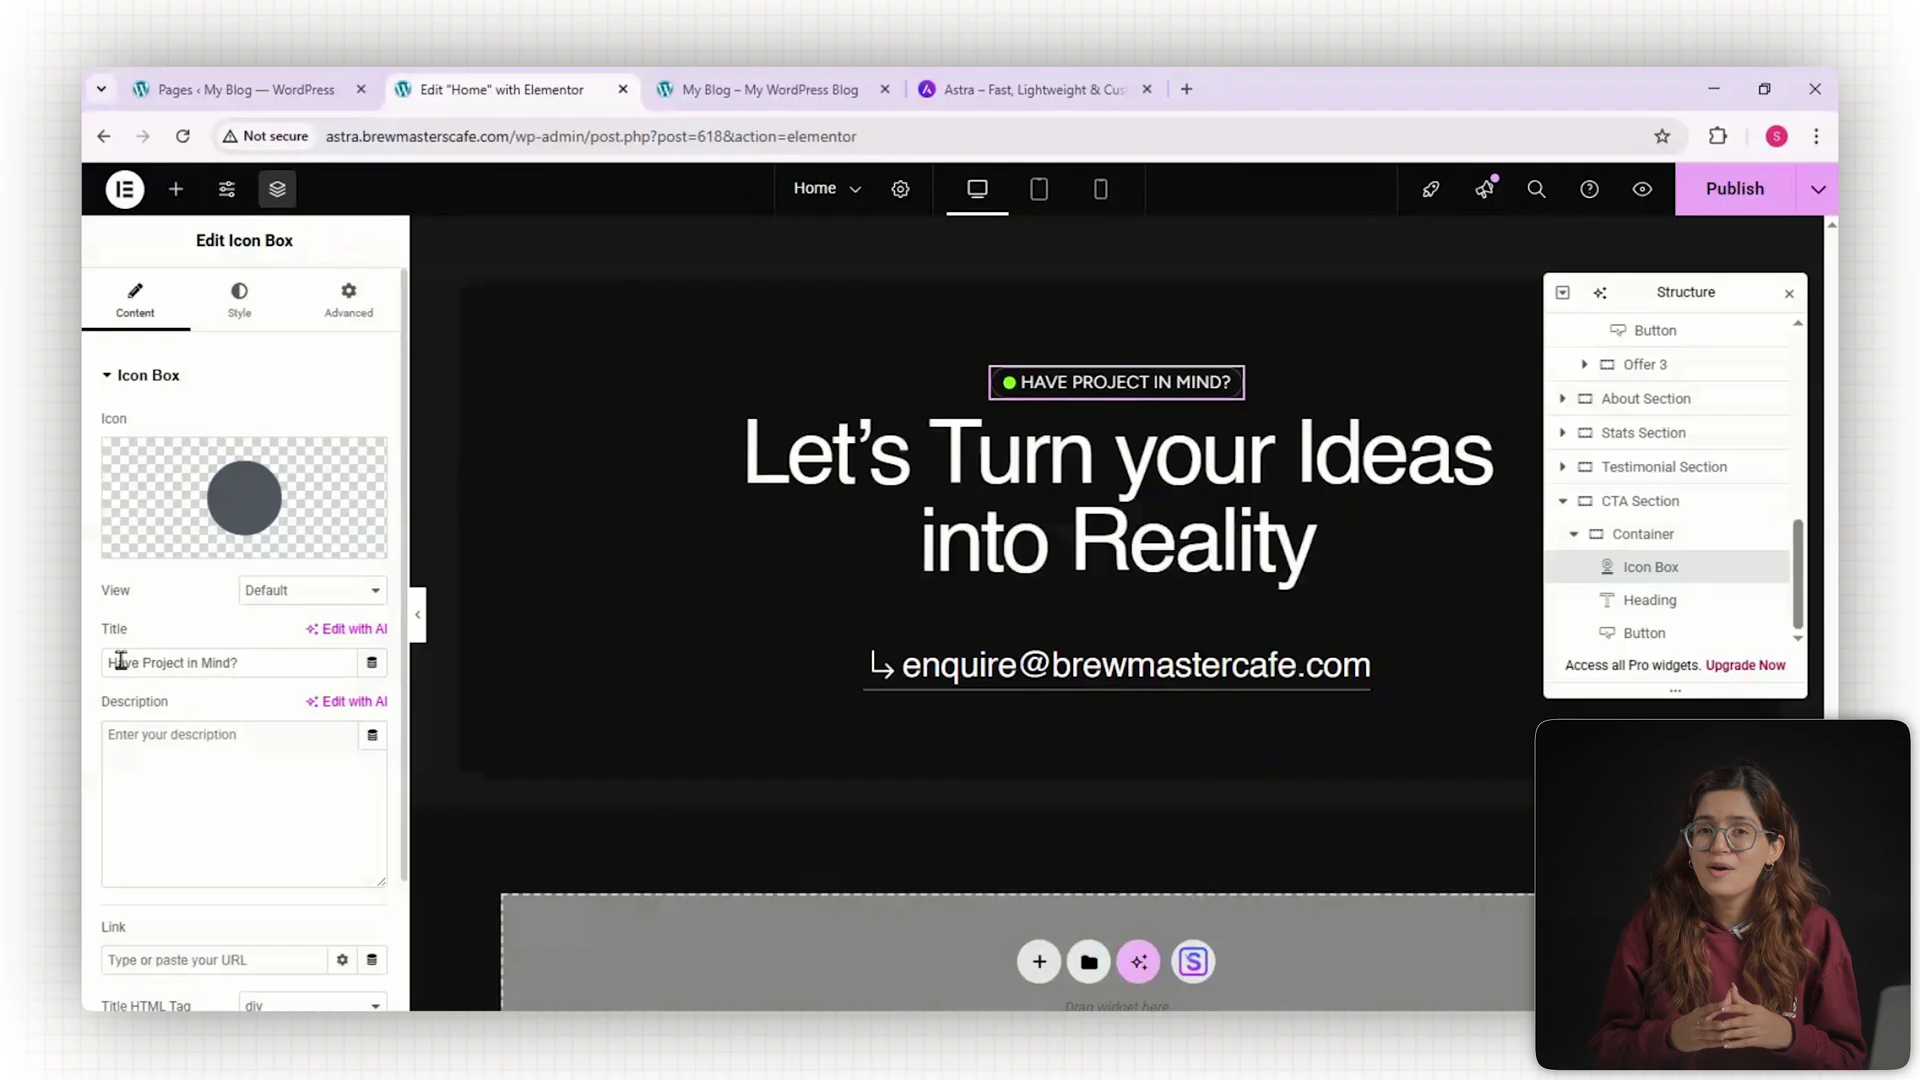 Pages ‹ My Blog — WordPress
Edit "Home" with Elementor
My Blog – My WordPress Blog
Astra – Fast, Lightweight & Cus
Not secure
astra.brewmasterscafe.com/wp-admin/post.php?post=618&action=elementor
S
Home
Publish
Edit Icon Box
Content
Style
Advanced
Icon Box
Icon
View
Default
Title
Edit with AI
Have Project in Mind?
Description
Edit with AI
Enter your description
Link
Type or paste your URL
Title HTML Tag
div
HAVE PROJECT IN MIND?
Let’s Turn your Ideas
into Reality
enquire@brewmastercafe.com
Drag widget here
Structure
Button
Offer 3
About Section
Stats Section
Testimonial Section
CTA Section
Container
Icon Box
Heading
Button
Access all Pro widgets. Upgrade Now